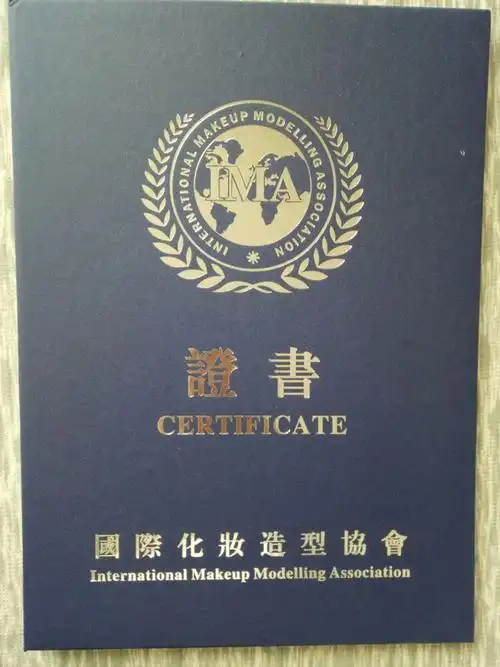 INTERNATIONAL MAKEUP MODELLING ASSOCIATION
IMA
證書
CERTIFICATE
國際化妝造型協會
International Makeup Modelling Association